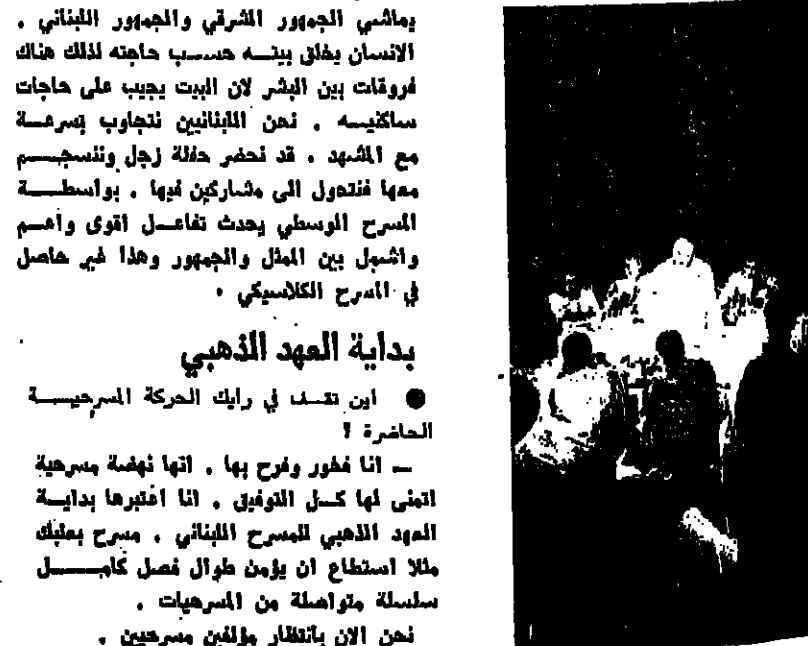 يماشي الجمهور الشرقي والجمهور اللبناني .
الانسان يخلق بيته حسب حاجته لذلك هناك
فروقات بين البشر لان البيت يجيب على حاجات
ساكنيه . نحن اللبنانيين نتجاوب بسرعة
مع المشهد . قد نحضر حفلة زجل وننسجم
معها فنتحول الى مشاركين فيها . بواسطة
المسرح الوسطي يحدث تفاعل اقوى واعم
واشمل بين الممثل والجمهور وهذا غير حاصل
في المسرح الكلاسيكي .
بداية العهد الذهبي
● اين تقف في رايك الحركة المسرحية
الحاضرة ؟
ـ انا فخور وفرح بها . انها نهضة مسرحية
اتمنى لها كل التوفيق . انا اعتبرها بداية
العهد الذهبي للمسرح اللبناني . مسرح بعلبك
مثلا استطاع ان يؤمن طوال فصل كامل
سلسلة متواصلة من المسرحيات .
نحن الان بانتظار مؤلفين مسرحيين .